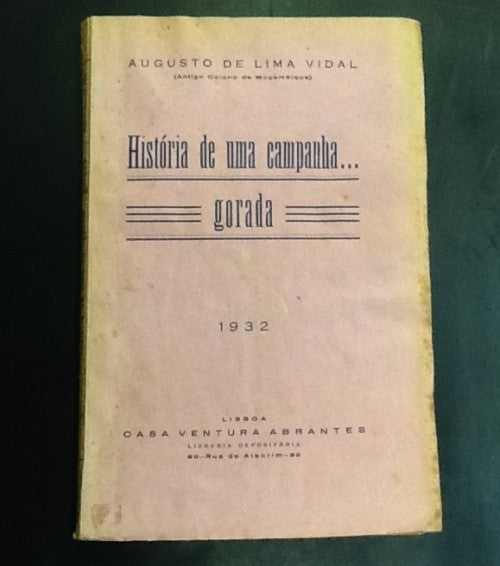 AUGUSTO DE LIMA VIDAL
(Antigo Colono de Moçambique)
História de uma campanha...
gorada
1932
LISBOA
CASA VENTURA ABRANTES
LIVRARIA DEPOSITÁRIA
80-Rua do Alecrim-82